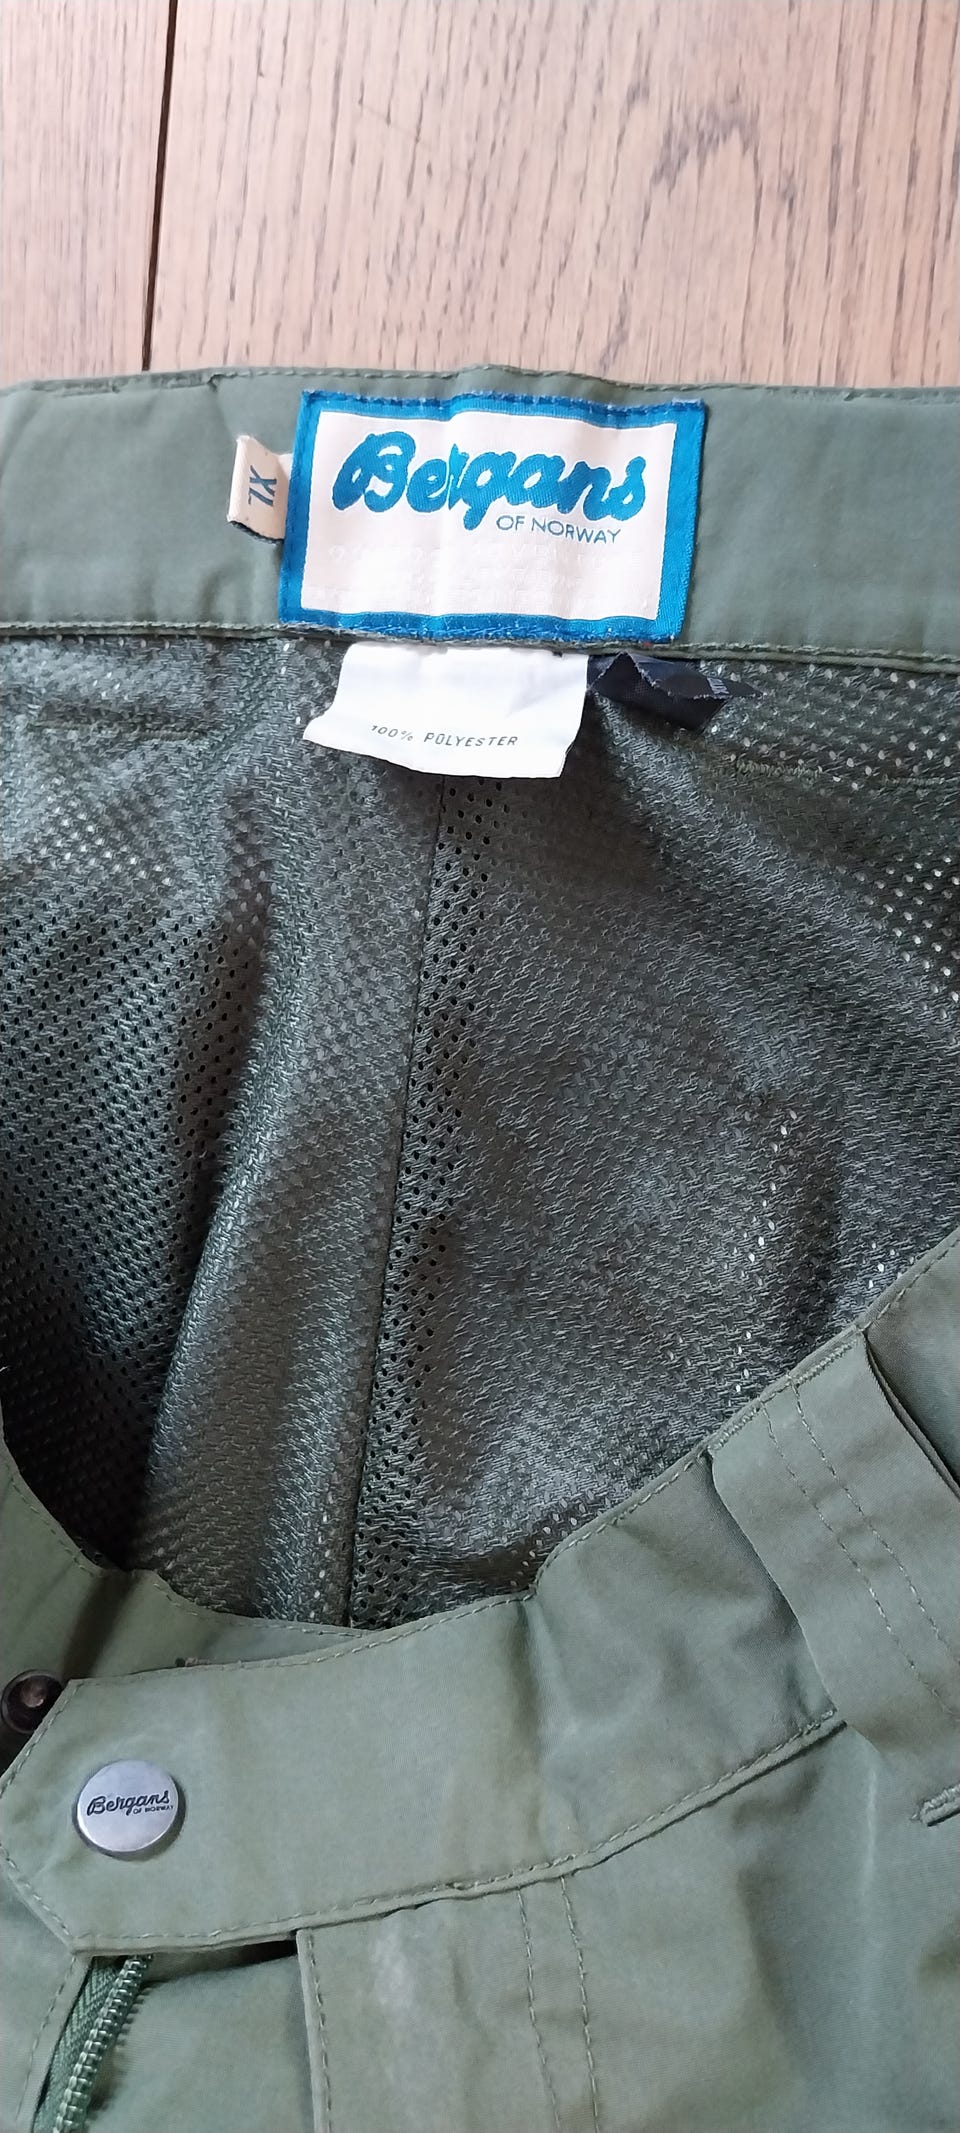 XL
Bergans
OF NORWAY
100% POLYESTER
Bergans
OF NORWAY